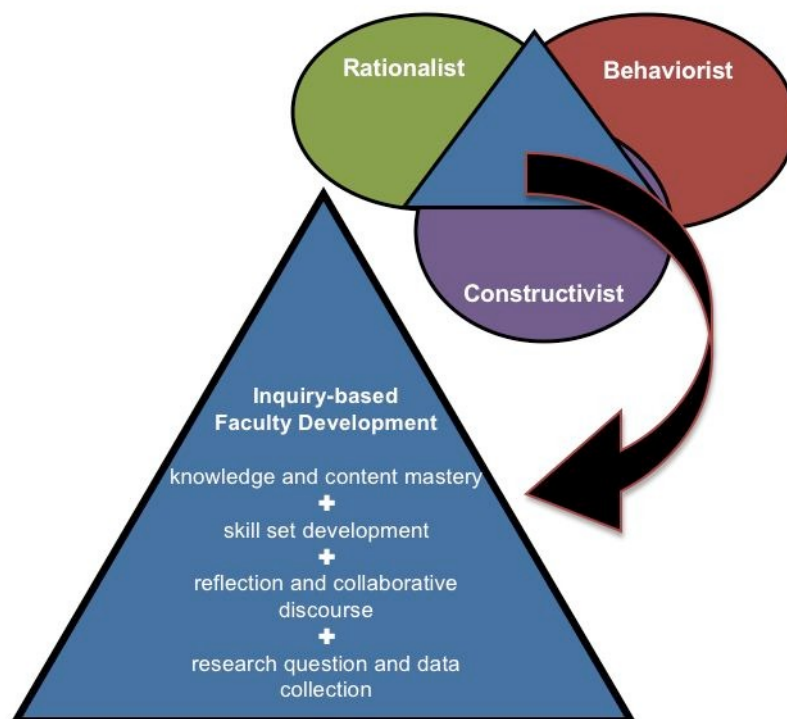 Rationalist
Behaviorist
Constructivist
Inquiry-based
Faculty Development
knowledge and content mastery
+
skill set development
+
reflection and collaborative
discourse
+
research question and data
collection